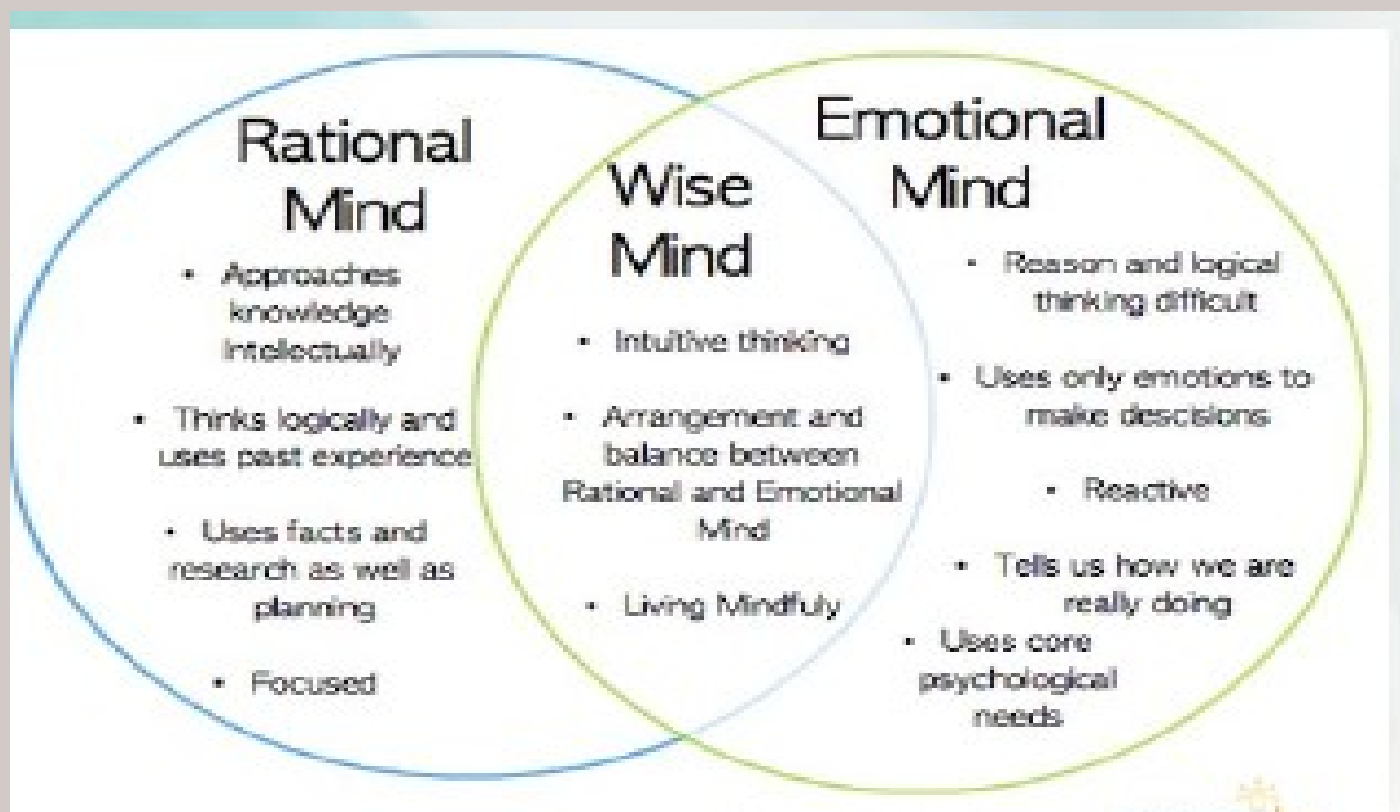 Rational
Mind
• Approaches
knowledge
Intellectually
• Thinks logically and
uses past experience
• Uses facts and
research as well as
planning
• Focused
Wise
Mind
• Intuitive thinking
• Arrangement and
balance between
Rational and Emotional
Mind
• Living Mindfuly
Emotional
Mind
• Reason and logical
thinking difficult
• Uses only emotions to
make descisions
• Reactive
• Tells us how we are
really doing
• Uses core
psychological
needs